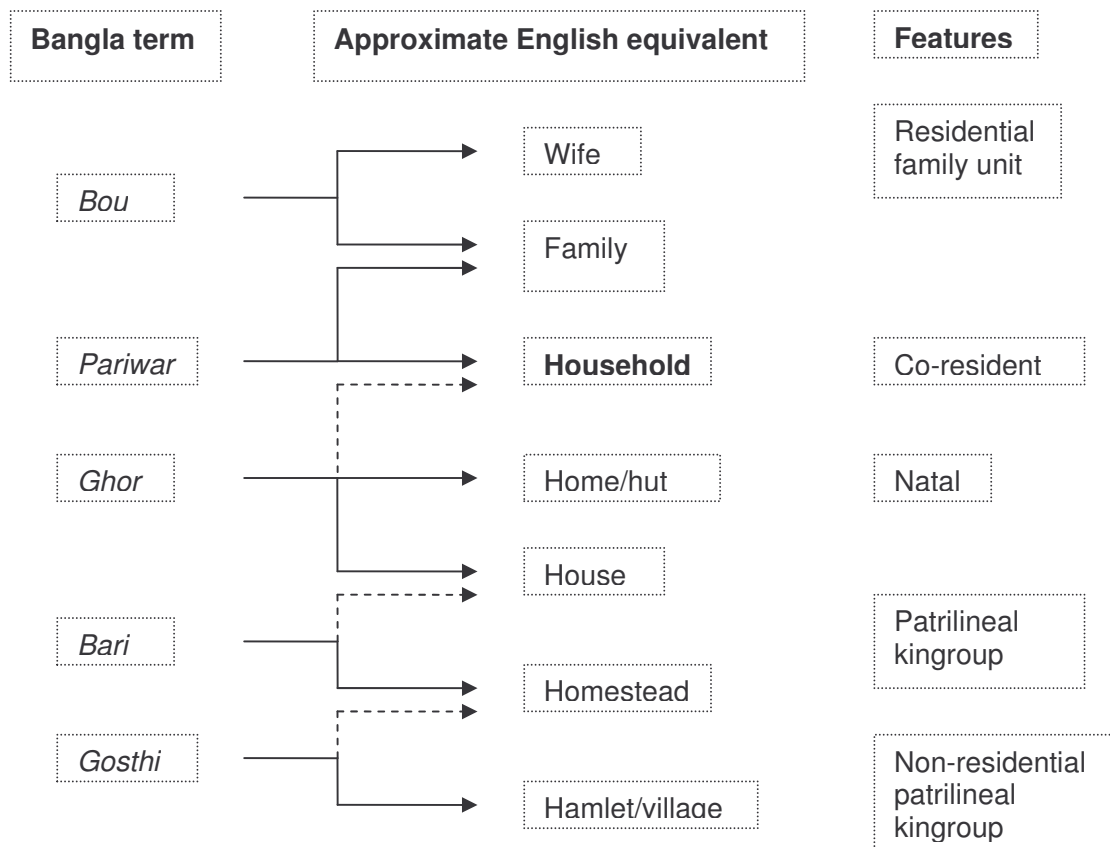 Bangla term
Approximate English equivalent
Features
Residential
family unit
Wife
Bou
Family
Pariwar
Household
Co-resident
Ghor
Home/hut
Natal
House
Bari
Patrilineal
kingroup
Homestead
Gosthi
Non-residential
patrilineal
kingroup
Hamlet/village